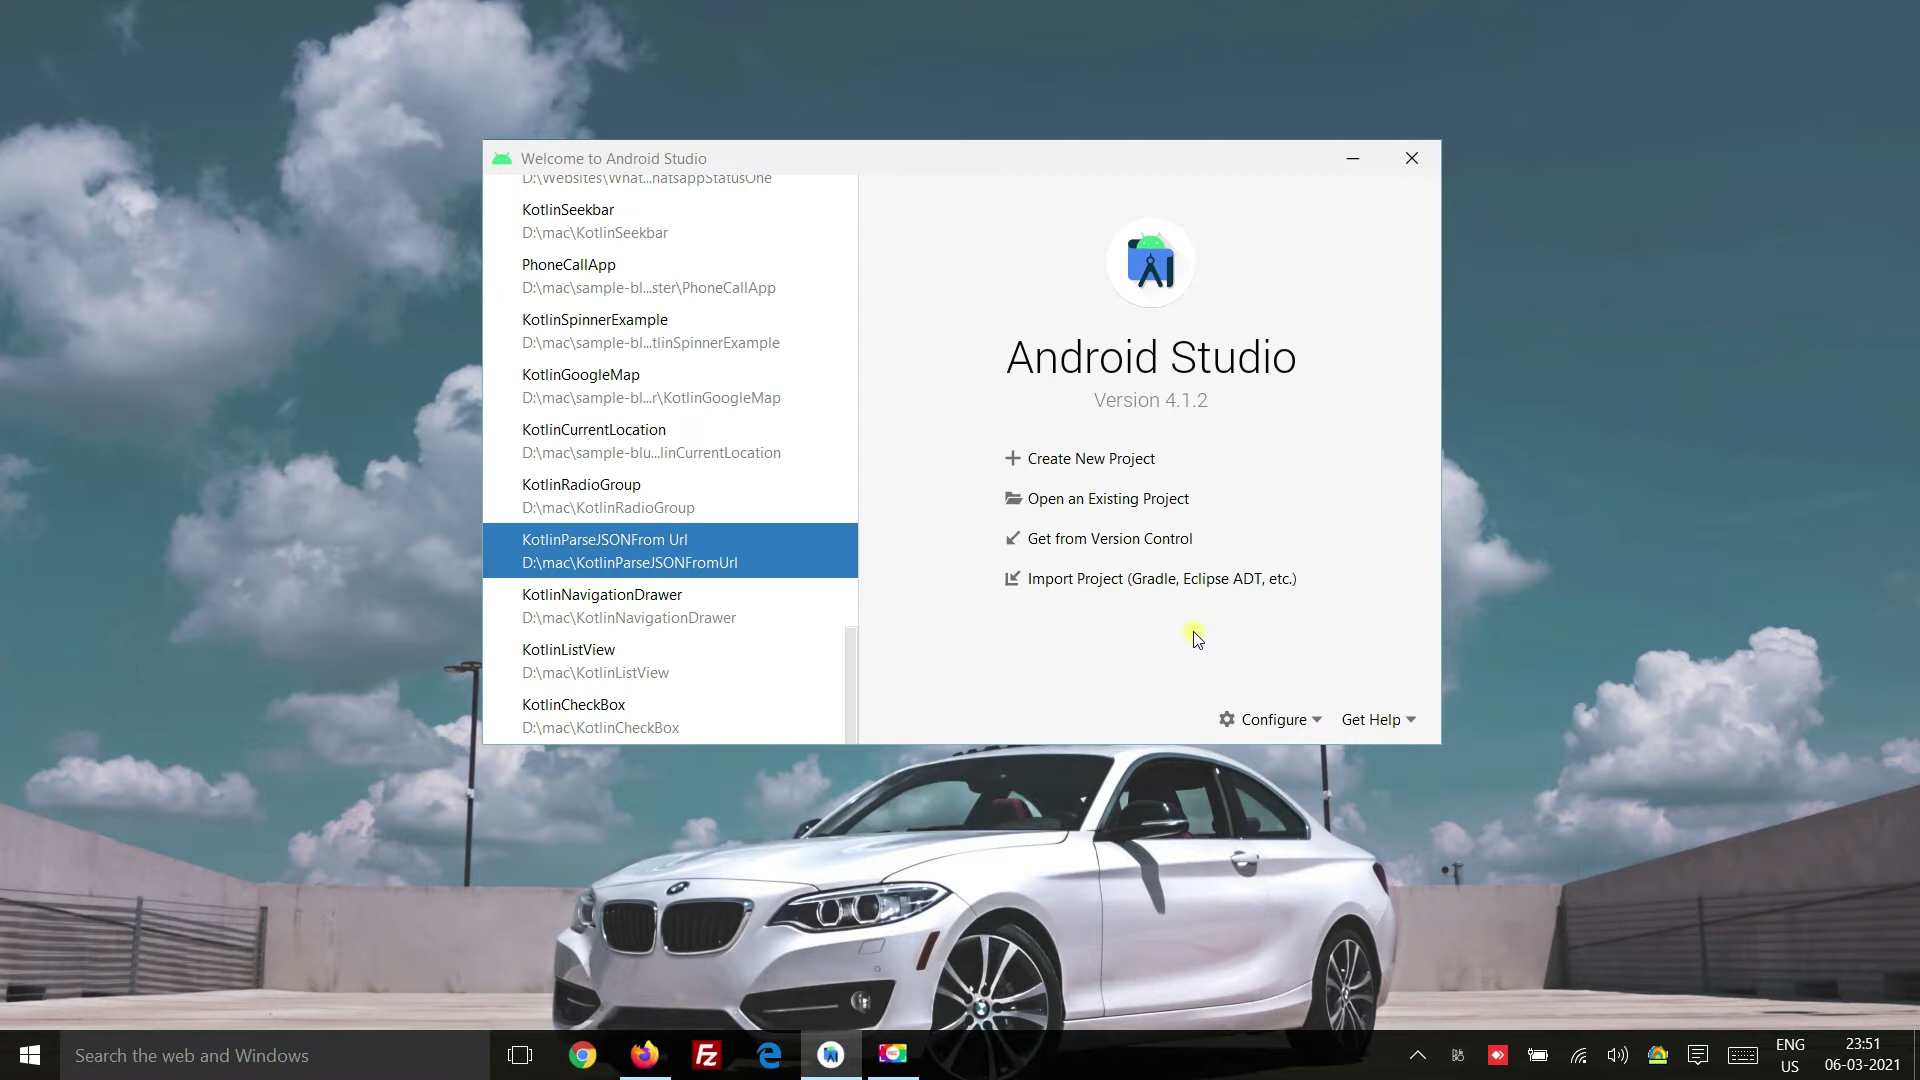 Welcome to Android Studio
D:\Websites\What...hatsappStatusOne
KotlinSeekbar
D:\mac\KotlinSeekbar
PhoneCallApp
D:\mac\sample-bl...ster\PhoneCallApp
KotlinSpinnerExample
D:\mac\sample-bl...tlinSpinnerExample
KotlinGoogleMap
D:\mac\sample-bl...r\KotlinGoogleMap
KotlinCurrentLocation
D:\mac\sample-blu...linCurrentLocation
KotlinRadioGroup
D:\mac\KotlinRadioGroup
KotlinParseJSONFrom Url
D:\mac\KotlinParseJSONFromUrl
KotlinNavigationDrawer
D:\mac\KotlinNavigationDrawer
KotlinListView
D:\mac\KotlinListView
KotlinCheckBox
D:\mac\KotlinCheckBox
Android Studio
Version 4.1.2
Create New Project
Open an Existing Project
Get from Version Control
Import Project (Gradle, Eclipse ADT, etc.)
Configure
Get Help
Search the web and Windows
ENG
US
23:51
06-03-2021